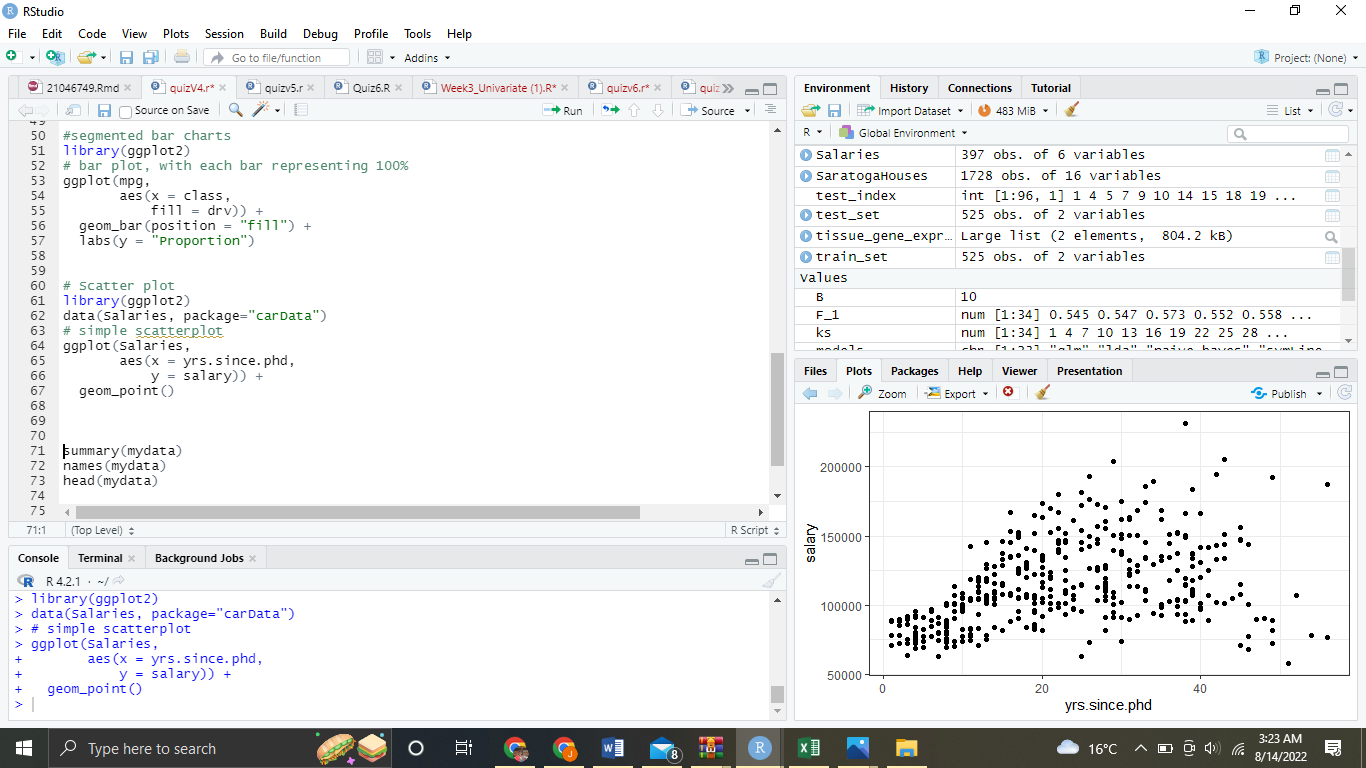 RStudio
File Edit Code View Plots Session Build Debug Profile Tools Help
Go to file/function Addins Project: (None)
21046749.Rmd quizV4.r* quizv5.r Quiz6.R Week3_Univariate (1).R* quizv6.r* quiz
Source on Save Run Source
50 #segmented bar charts
51 library(ggplot2)
52 # bar plot, with each bar representing 100%
53 ggplot(mpg,
54 aes(x = class,
55 fill = drv)) +
56 geom_bar(position = "fill") +
57 labs(y = "Proportion")
58
59
60 # Scatter plot
61 library(ggplot2)
62 data(Salaries, package="carData")
63 # simple scatterplot
64 ggplot(Salaries,
65 aes(x = yrs.since.phd,
66 y = salary)) +
67 geom_point()
68
69
70
71 summary(mydata)
72 names(mydata)
73 head(mydata)
74
75
71:1 (Top Level) R Script
Console Terminal Background Jobs
R 4.2.1 · ~/
> library(ggplot2)
> data(Salaries, package="carData")
> # simple scatterplot
> ggplot(Salaries,
+ aes(x = yrs.since.phd,
+ y = salary)) +
+ geom_point()
>
Environment History Connections Tutorial
Import Dataset 483 MiB List
R Global Environment
Salaries 397 obs. of 6 variables
SaratogaHouses 1728 obs. of 16 variables
test_index int [1:96, 1] 1 4 5 7 9 10 14 15 18 19 ...
test_set 525 obs. of 2 variables
tissue_gene_expr… Large list (2 elements, 804.2 kB)
train_set 525 obs. of 2 variables
Values
B 10
F_1 num [1:34] 0.545 0.547 0.573 0.552 0.558 ...
ks num [1:34] 1 4 7 10 13 16 19 22 25 28 ...
Files Plots Packages Help Viewer Presentation
Zoom Export Publish
200000
150000
100000
50000
salary
0 20 40
yrs.since.phd
Type here to search 8 16°C 3:23 AM
8/14/2022